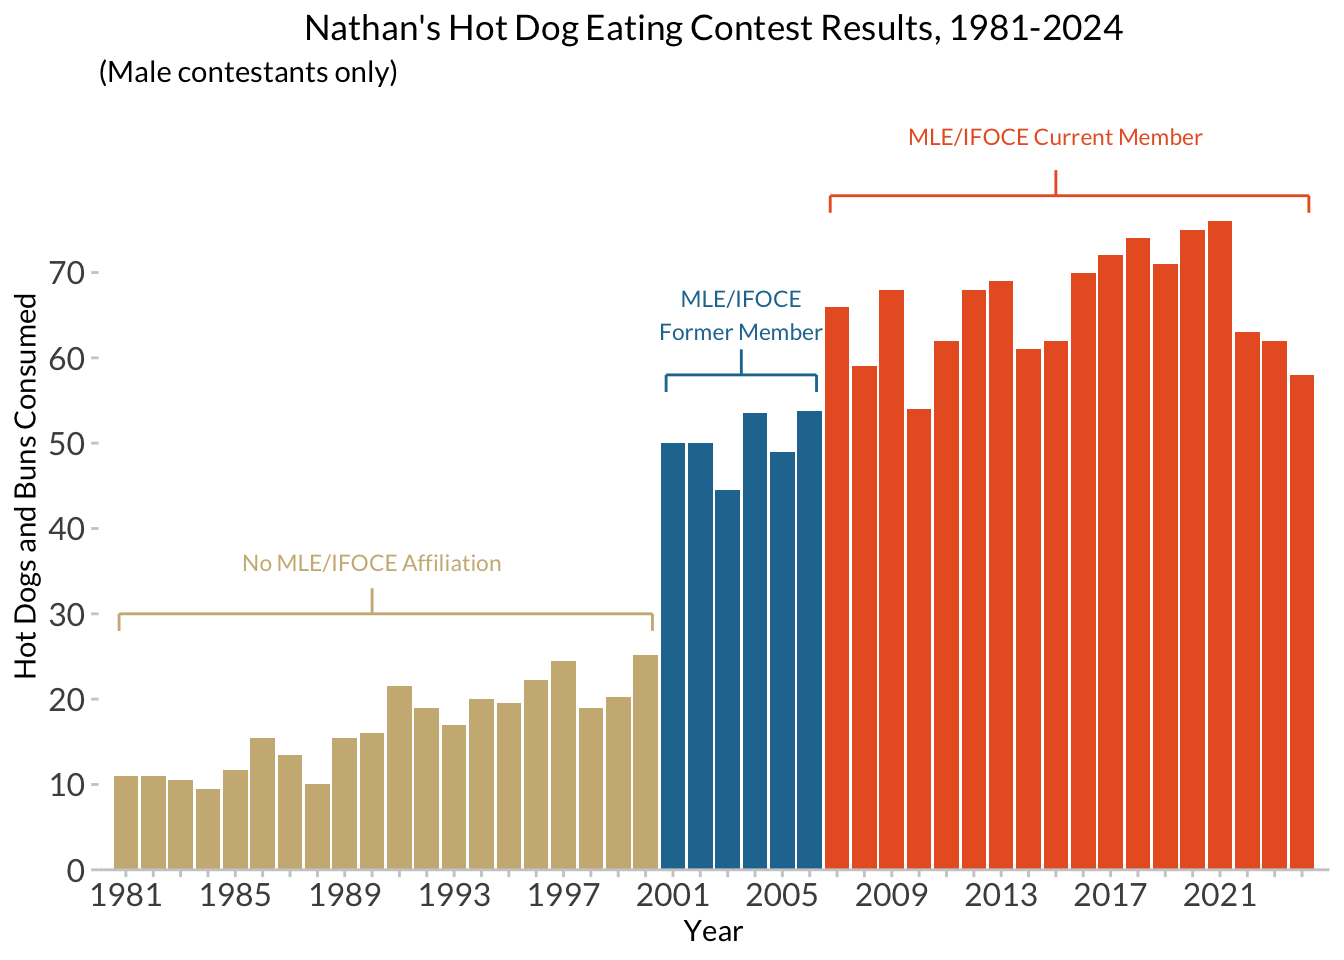 Nathan's Hot Dog Eating Contest Results, 1981-2024
(Male contestants only)
MLE/IFOCE Current Member
MLE/IFOCE
Former Member
No MLE/IFOCE Affiliation
Hot Dogs and Buns Consumed
70
60
50
40
30
20
10
0
1981 1985 1989 1993 1997 2001 2005 2009 2013 2017 2021
Year